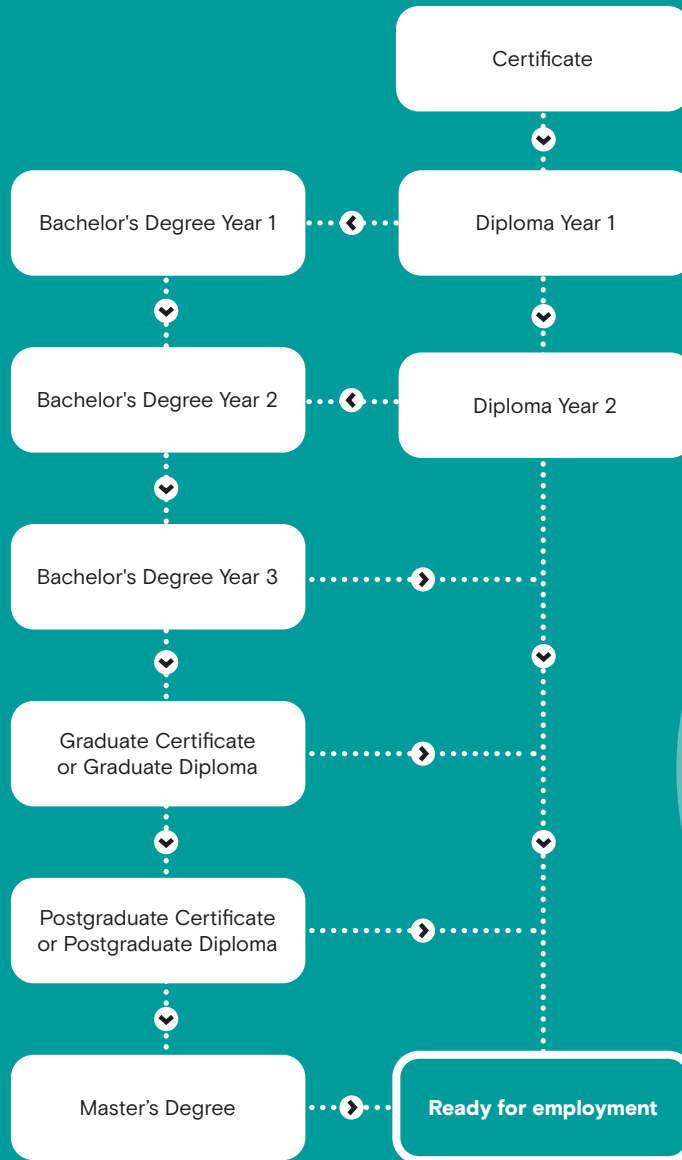 Certificate
Bachelor's Degree Year 1
Diploma Year 1
Bachelor's Degree Year 2
Diploma Year 2
Bachelor's Degree Year 3
Graduate Certificate
or Graduate Diploma
Postgraduate Certificate
or Postgraduate Diploma
Master’s Degree
Ready for employment